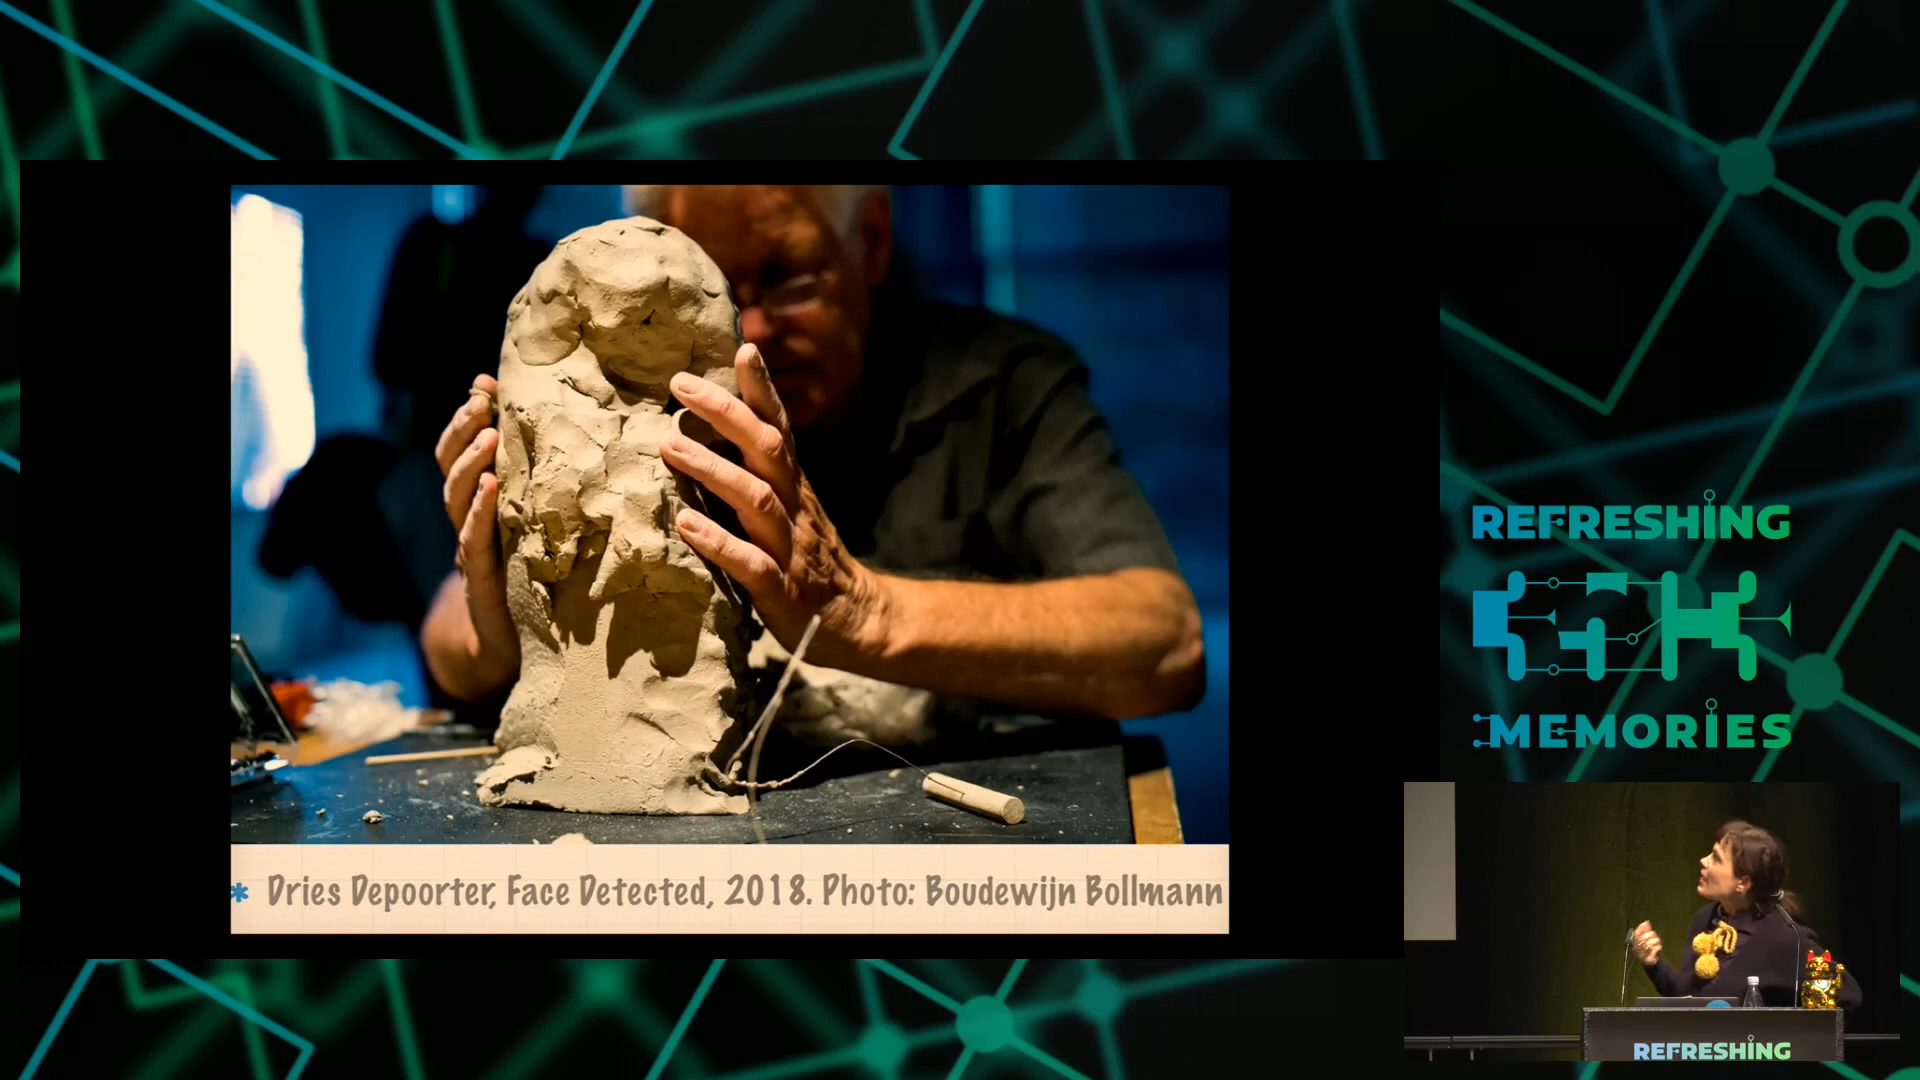 * Dries Depoorter, Face Detected, 2018. Photo: Boudewijn Bollmann
REFRESHING
MEMORIES
REFRESHING